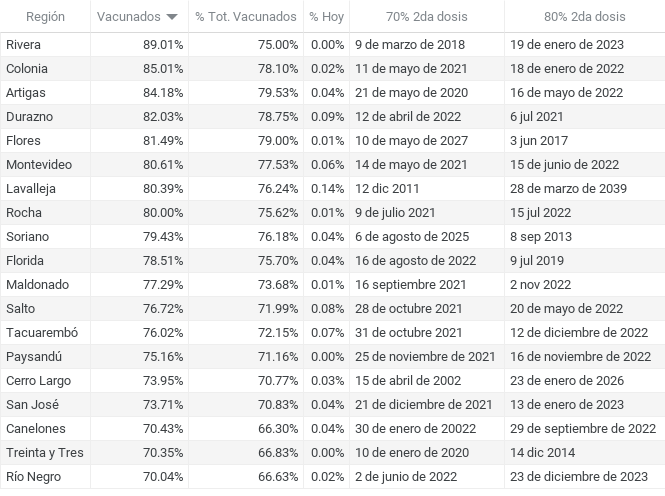 Región Vacunados % Tot. Vacunados % Hoy 70% 2da dosis 80% 2da dosis
Rivera 89.01% 75.00% 0.00% 9 de marzo de 2018 19 de enero de 2023
Colonia 85.01% 78.10% 0.02% 11 de mayo de 2021 18 de enero de 2022
Artigas 84.18% 79.53% 0.04% 21 de mayo de 2020 16 de mayo de 2022
Durazno 82.03% 78.75% 0.09% 12 de abril de 2022 6 jul 2021
Flores 81.49% 79.00% 0.01% 10 de mayo de 2027 3 jun 2017
Montevideo 80.61% 77.53% 0.06% 14 de mayo de 2021 15 de junio de 2022
Lavalleja 80.39% 76.24% 0.14% 12 dic 2011 28 de marzo de 2039
Rocha 80.00% 75.62% 0.01% 9 de julio 2021 15 jul 2022
Soriano 79.43% 76.18% 0.04% 6 de agosto de 2025 8 sep 2013
Florida 78.51% 75.70% 0.04% 16 de agosto de 2022 9 jul 2019
Maldonado 77.29% 73.68% 0.01% 16 septiembre 2021 2 nov 2022
Salto 76.72% 71.99% 0.08% 28 de octubre 2021 20 de mayo de 2022
Tacuarembó 76.02% 72.15% 0.07% 31 de octubre 2021 12 de diciembre de 2022
Paysandú 75.16% 71.16% 0.00% 25 de noviembre de 2021 16 de noviembre de 2022
Cerro Largo 73.95% 70.77% 0.03% 15 de abril de 2002 23 de enero de 2026
San José 73.71% 70.83% 0.04% 21 de diciembre de 2021 13 de enero de 2023
Canelones 70.43% 66.30% 0.04% 30 de enero de 20022 29 de septiembre de 2022
Treinta y Tres 70.35% 66.83% 0.00% 10 de enero de 2020 14 dic 2014
Río Negro 70.04% 66.63% 0.02% 2 de junio de 2022 23 de diciembre de 2023